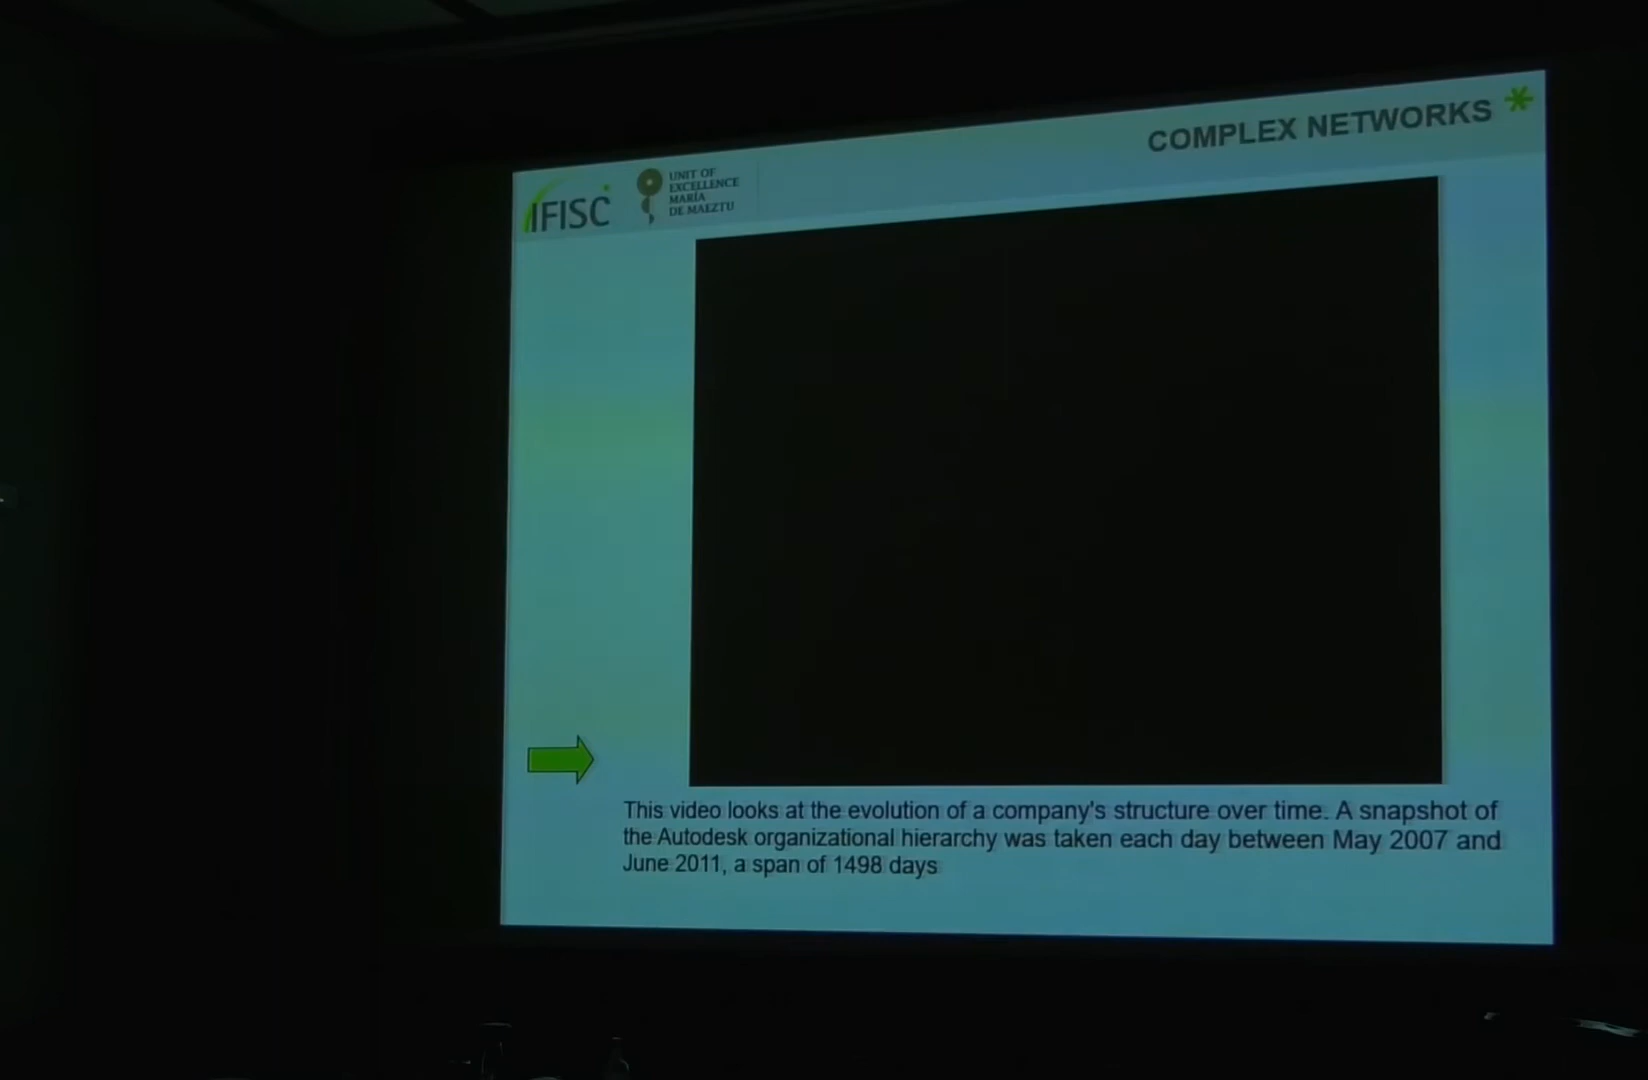 COMPLEX NETWORKS
IFISC
UNIT OF
EXCELLENCE
MARÍA
DE MAEZTU
This video looks at the evolution of a company's structure over time. A snapshot of
the Autodesk organizational hierarchy was taken each day between May 2007 and
June 2011, a span of 1498 days